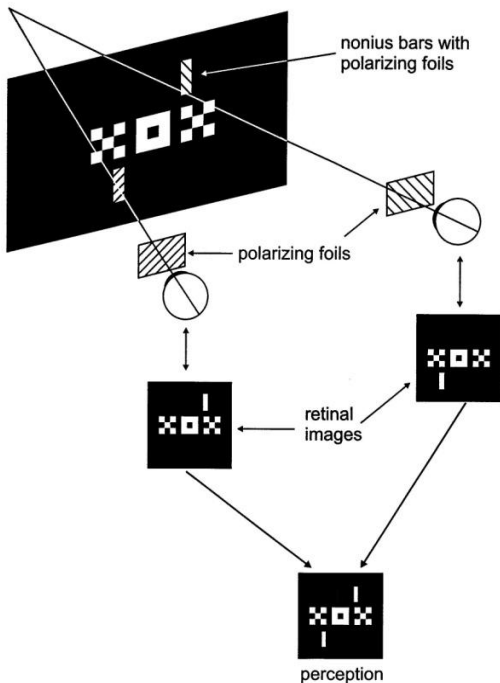 nonius bars with
polarizing foils
polarizing foils
retinal
images
perception